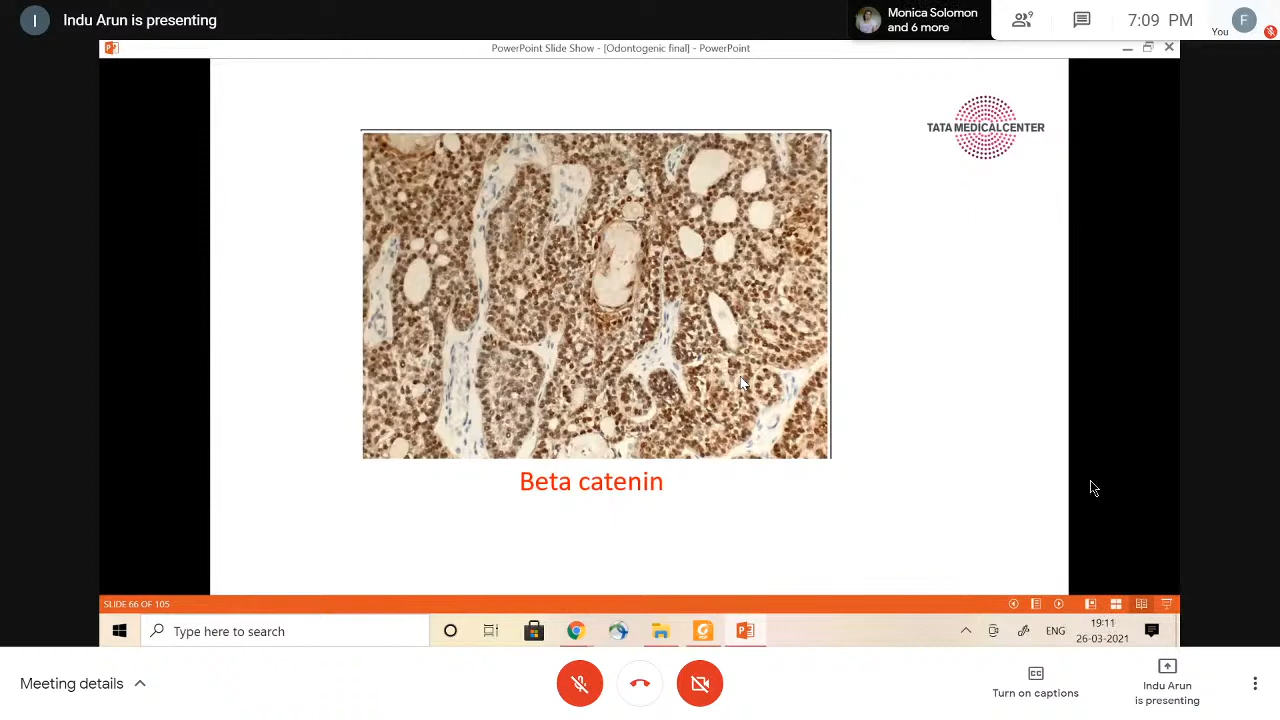 I
Indu Arun is presenting
Monica Solomon
and 6 more
9
7:09 PM
F
You
PowerPoint Slide Show - [Odontogenic final] - PowerPoint
TATA MEDICAL CENTER
Beta catenin
SLIDE 66 OF 105
Type here to search
ENG
19:11
26-03-2021
Meeting details
CC
Turn on captions
Indu Arun
is presenting